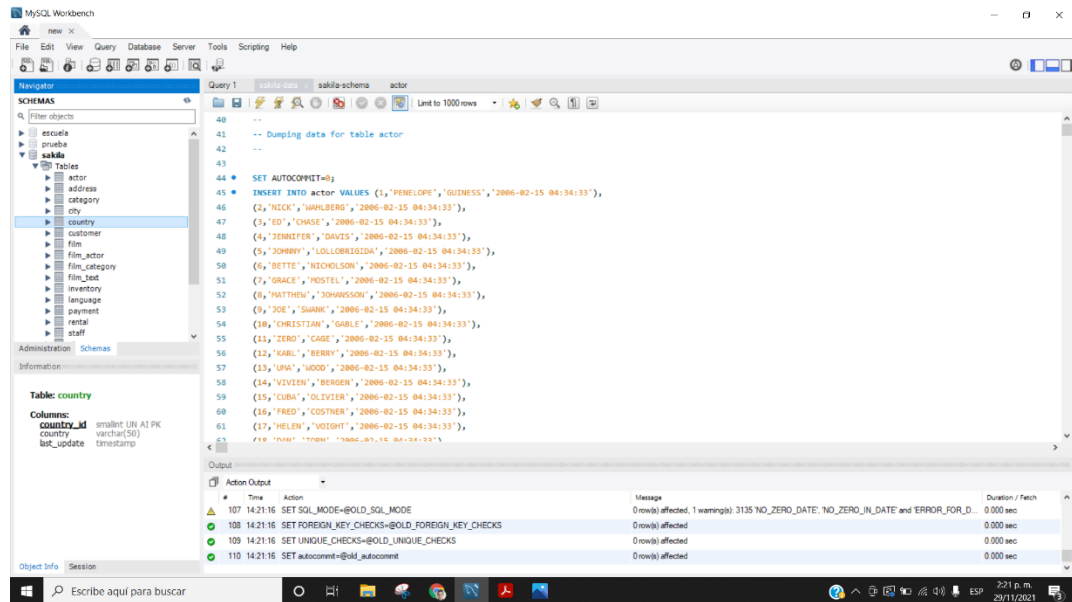 MySQL Workbench
new ×
File Edit View Query Database Server Tools Scripting Help
Navigator
SCHEMAS
Filter objects
escuela
prueba
sakila
Tables
actor
address
category
city
country
customer
film
film_actor
film_category
film_text
inventory
language
payment
rental
staff
Administration Schemas
Information
Table: country
Columns:
country_id smallint UN AI PK
country varchar(50)
last_update timestamp
Object Info Session
Query 1 sakila-data × sakila-schema actor
Limit to 1000 rows
40 --
41 -- Dumping data for table actor
42 --
43
44 SET AUTOCOMMIT=0;
45 INSERT INTO actor VALUES (1,'PENELOPE','GUINESS','2006-02-15 04:34:33'),
46 (2,'NICK','WAHLBERG','2006-02-15 04:34:33'),
47 (3,'ED','CHASE','2006-02-15 04:34:33'),
48 (4,'JENNIFER','DAVIS','2006-02-15 04:34:33'),
49 (5,'JOHNNY','LOLLOBRIGIDA','2006-02-15 04:34:33'),
50 (6,'BETTE','NICHOLSON','2006-02-15 04:34:33'),
51 (7,'GRACE','MOSTEL','2006-02-15 04:34:33'),
52 (8,'MATTHEW','JOHANSSON','2006-02-15 04:34:33'),
53 (9,'JOE','SWANK','2006-02-15 04:34:33'),
54 (10,'CHRISTIAN','GABLE','2006-02-15 04:34:33'),
55 (11,'ZERO','CAGE','2006-02-15 04:34:33'),
56 (12,'KARL','BERRY','2006-02-15 04:34:33'),
57 (13,'UMA','WOOD','2006-02-15 04:34:33'),
58 (14,'VIVIEN','BERGEN','2006-02-15 04:34:33'),
59 (15,'CUBA','OLIVIER','2006-02-15 04:34:33'),
60 (16,'FRED','COSTNER','2006-02-15 04:34:33'),
61 (17,'HELEN','VOIGHT','2006-02-15 04:34:33'),
62 (18,'DAN','TORN','2006-02-15 04:34:33')
Output
Action Output
# Time Action Message Duration / Fetch
107 14:21:16 SET SQL_MODE=@OLD_SQL_MODE 0 row(s) affected, 1 warning(s): 3135 'NO_ZERO_DATE', 'NO_ZERO_IN_DATE' and 'ERROR_FOR_D... 0.000 sec
108 14:21:16 SET FOREIGN_KEY_CHECKS=@OLD_FOREIGN_KEY_CHECKS 0 row(s) affected 0.000 sec
109 14:21:16 SET UNIQUE_CHECKS=@OLD_UNIQUE_CHECKS 0 row(s) affected 0.000 sec
110 14:21:16 SET autocommit=@old_autocommit 0 row(s) affected 0.000 sec
Escribe aquí para buscar
ESP
2:21 p. m.
29/11/2021